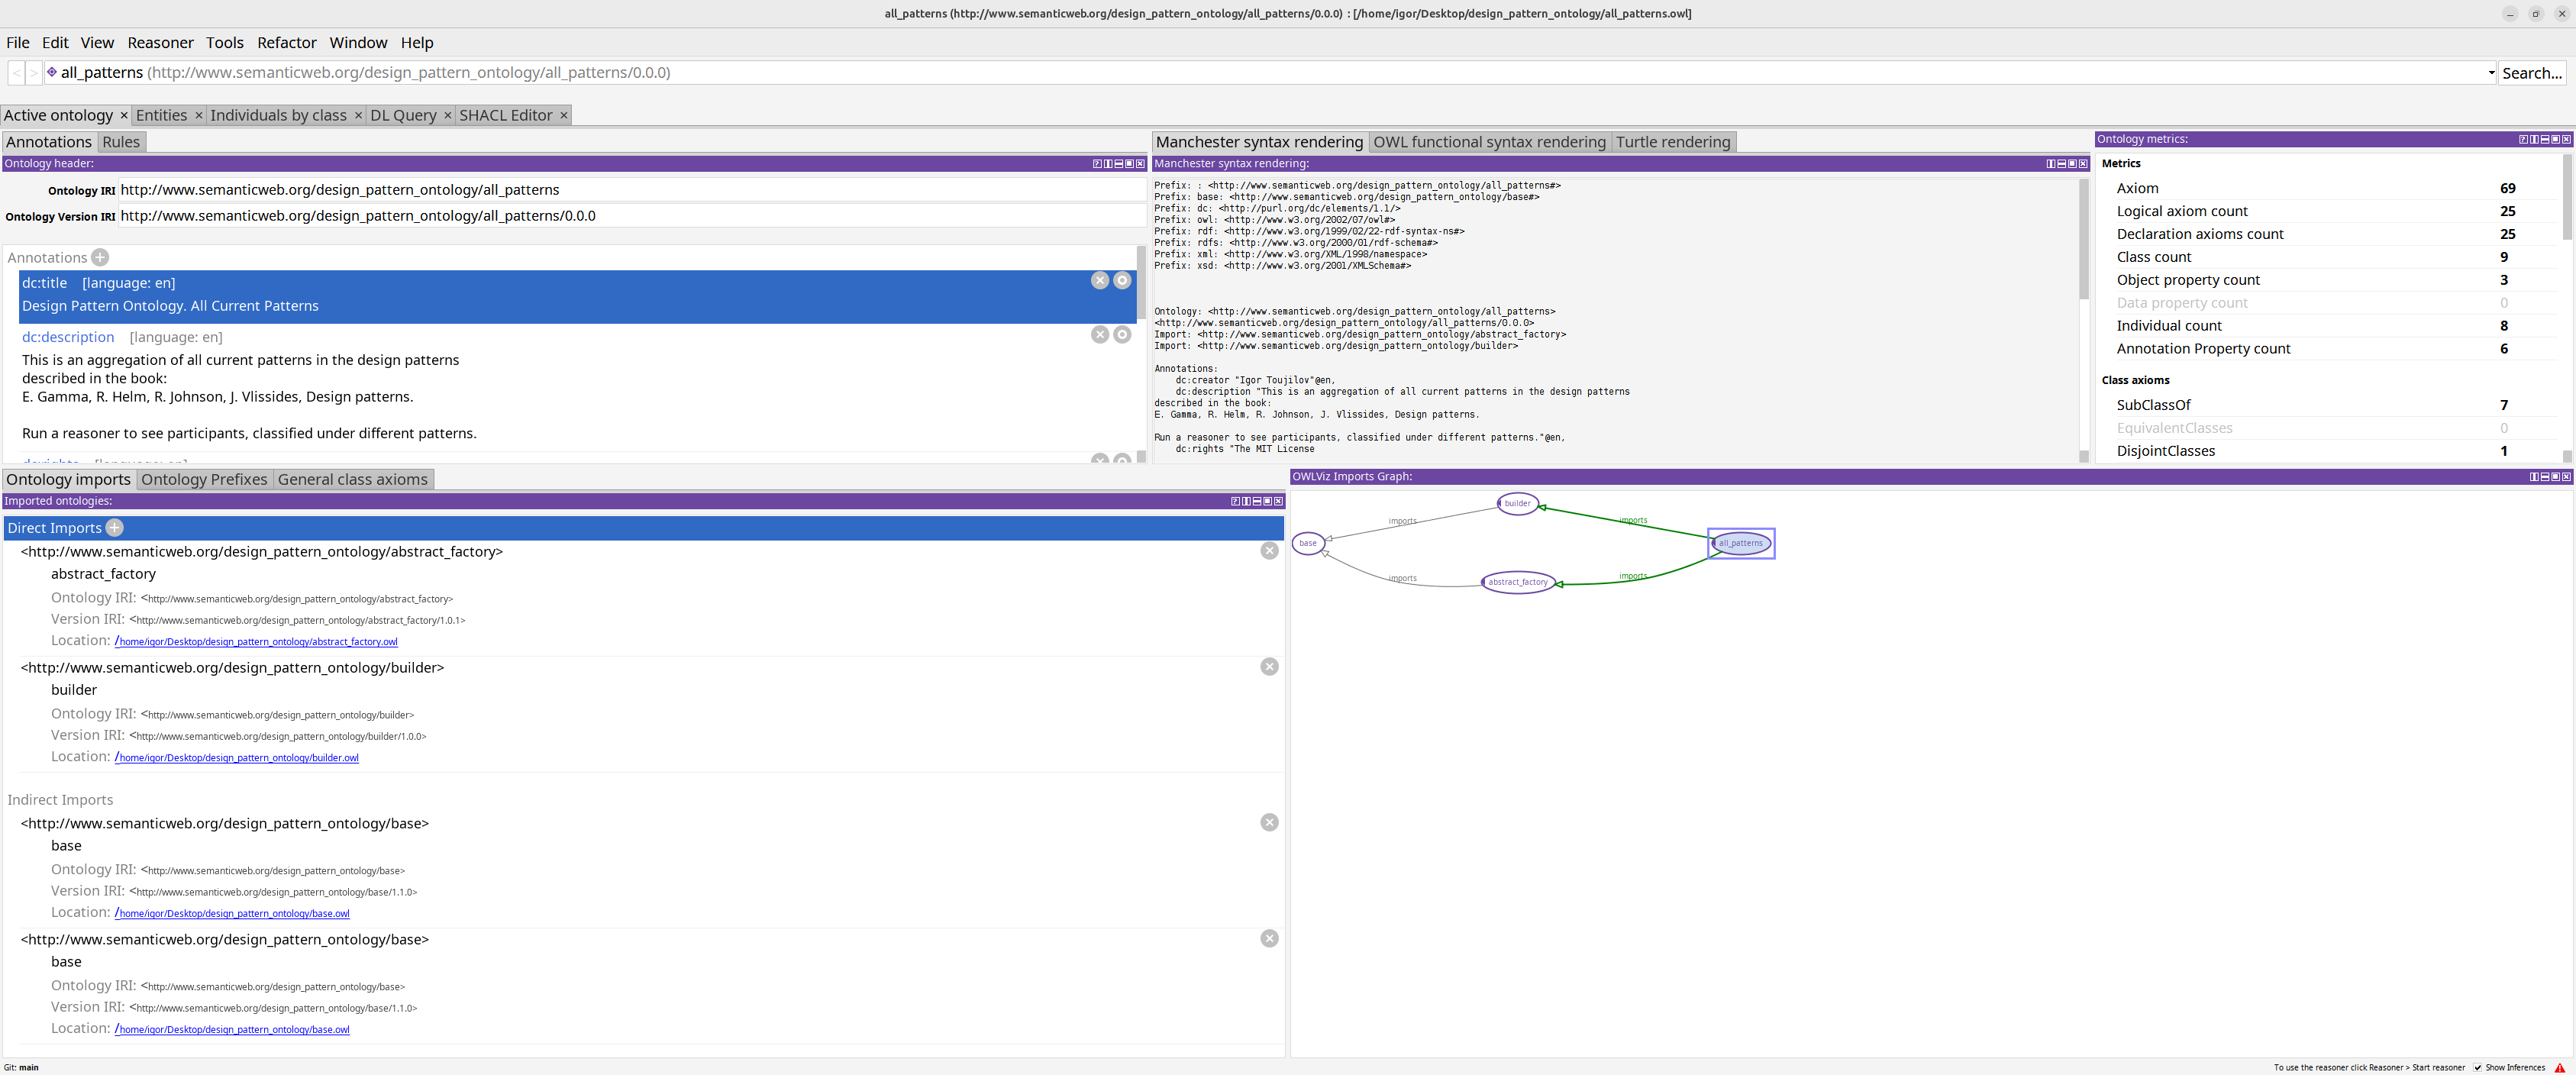 all_patterns (http://www.semanticweb.org/design_pattern_ontology/all_patterns/0.0.0) : [/home/igor/Desktop/design_pattern_ontology/all_patterns.owl]
File Edit View Reasoner Tools Refactor Window Help
< > all_patterns (http://www.semanticweb.org/design_pattern_ontology/all_patterns/0.0.0) Search...
Active ontology × Entities × Individuals by class × DL Query × SHACL Editor ×
Annotations Rules
Ontology header:
Ontology IRI http://www.semanticweb.org/design_pattern_ontology/all_patterns
Ontology Version IRI http://www.semanticweb.org/design_pattern_ontology/all_patterns/0.0.0
Annotations
dc:title [language: en]
Design Pattern Ontology. All Current Patterns
dc:description [language: en]
This is an aggregation of all current patterns in the design patterns
described in the book:
E. Gamma, R. Helm, R. Johnson, J. Vlissides, Design patterns.
Run a reasoner to see participants, classified under different patterns.
Manchester syntax rendering OWL functional syntax rendering Turtle rendering
Manchester syntax rendering:
Prefix: : <http://www.semanticweb.org/design_pattern_ontology/all_patterns#>
Prefix: base: <http://www.semanticweb.org/design_pattern_ontology/base#>
Prefix: dc: <http://purl.org/dc/elements/1.1/>
Prefix: owl: <http://www.w3.org/2002/07/owl#>
Prefix: rdf: <http://www.w3.org/1999/02/22-rdf-syntax-ns#>
Prefix: rdfs: <http://www.w3.org/2000/01/rdf-schema#>
Prefix: xml: <http://www.w3.org/XML/1998/namespace>
Prefix: xsd: <http://www.w3.org/2001/XMLSchema#>
Ontology: <http://www.semanticweb.org/design_pattern_ontology/all_patterns>
<http://www.semanticweb.org/design_pattern_ontology/all_patterns/0.0.0>
Import: <http://www.semanticweb.org/design_pattern_ontology/abstract_factory>
Import: <http://www.semanticweb.org/design_pattern_ontology/builder>
Annotations:
dc:creator "Igor Toujilov"@en,
dc:description "This is an aggregation of all current patterns in the design patterns
described in the book:
E. Gamma, R. Helm, R. Johnson, J. Vlissides, Design patterns.
Run a reasoner to see participants, classified under different patterns."@en,
dc:rights "The MIT License
Ontology metrics:
Metrics
Axiom 69
Logical axiom count 25
Declaration axioms count 25
Class count 9
Object property count 3
Data property count 0
Individual count 8
Annotation Property count 6
Class axioms
SubClassOf 7
EquivalentClasses 0
DisjointClasses 1
Ontology imports Ontology Prefixes General class axioms
Imported ontologies:
Direct Imports
<http://www.semanticweb.org/design_pattern_ontology/abstract_factory>
abstract_factory
Ontology IRI: <http://www.semanticweb.org/design_pattern_ontology/abstract_factory>
Version IRI: <http://www.semanticweb.org/design_pattern_ontology/abstract_factory/1.0.1>
Location: /home/igor/Desktop/design_pattern_ontology/abstract_factory.owl
<http://www.semanticweb.org/design_pattern_ontology/builder>
builder
Ontology IRI: <http://www.semanticweb.org/design_pattern_ontology/builder>
Version IRI: <http://www.semanticweb.org/design_pattern_ontology/builder/1.0.0>
Location: /home/igor/Desktop/design_pattern_ontology/builder.owl
Indirect Imports
<http://www.semanticweb.org/design_pattern_ontology/base>
base
Ontology IRI: <http://www.semanticweb.org/design_pattern_ontology/base>
Version IRI: <http://www.semanticweb.org/design_pattern_ontology/base/1.1.0>
Location: /home/igor/Desktop/design_pattern_ontology/base.owl
<http://www.semanticweb.org/design_pattern_ontology/base>
base
Ontology IRI: <http://www.semanticweb.org/design_pattern_ontology/base>
Version IRI: <http://www.semanticweb.org/design_pattern_ontology/base/1.1.0>
Location: /home/igor/Desktop/design_pattern_ontology/base.owl
OWLViz Imports Graph:
builder
imports imports
base all_patterns
imports imports
abstract_factory
Git: main
To use the reasoner click Reasoner > Start reasoner Show Inferences